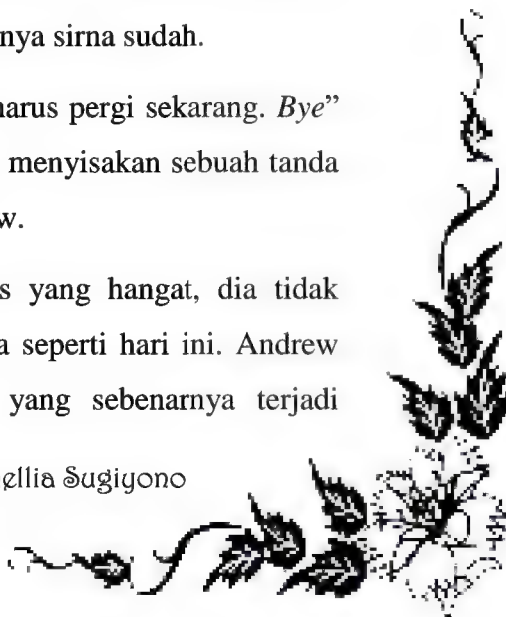 nya sirna sudah.
harus pergi sekarang. Bye”
menyisakan sebuah tanda
w.
s yang hangat, dia tidak
a seperti hari ini. Andrew
yang sebenarnya terjadi
ellia Sugiyono